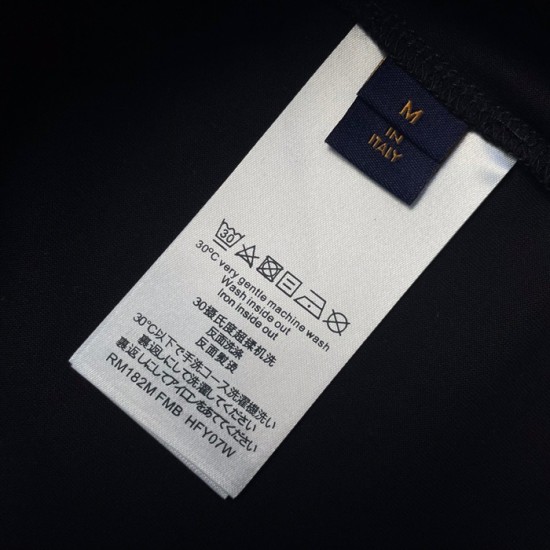 M
IN
ITALY
30
30°C very gentle machine wash
Wash inside out
Iron inside out
30摄氏度超揉机洗
反面洗涤
反面熨烫
30℃以下で手洗コース洗濯機洗い
裏返しにして洗濯してください
裏返しにしてアイロンをあててください
RM182M FMB HFY07W